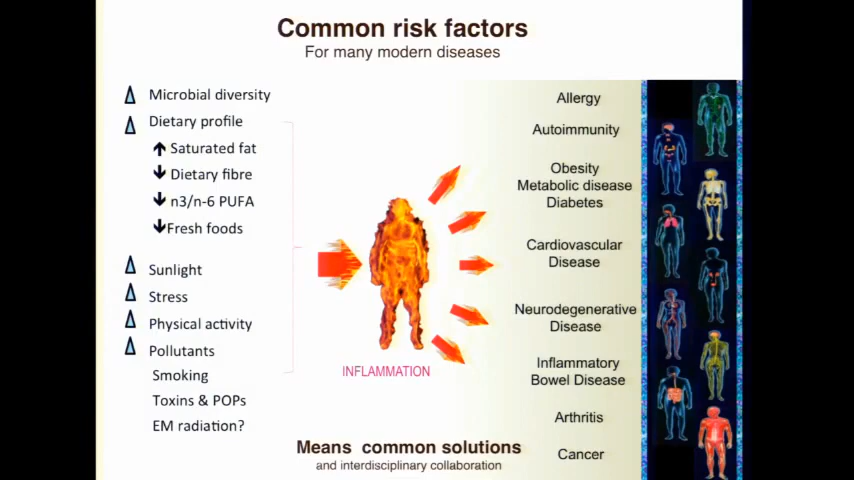 Common risk factors
For many modern diseases
Δ Microbial diversity
Δ Dietary profile
↑ Saturated fat
↓ Dietary fibre
↓ n3/n-6 PUFA
↓Fresh foods
Δ Sunlight
Δ Stress
Δ Physical activity
Δ Pollutants
Smoking
Toxins & POPs
EM radiation?
INFLAMMATION
Allergy
Autoimmunity
Obesity
Metabolic disease
Diabetes
Cardiovascular
Disease
Neurodegenerative
Disease
Inflammatory
Bowel Disease
Arthritis
Cancer
Means common solutions
and interdisciplinary collaboration